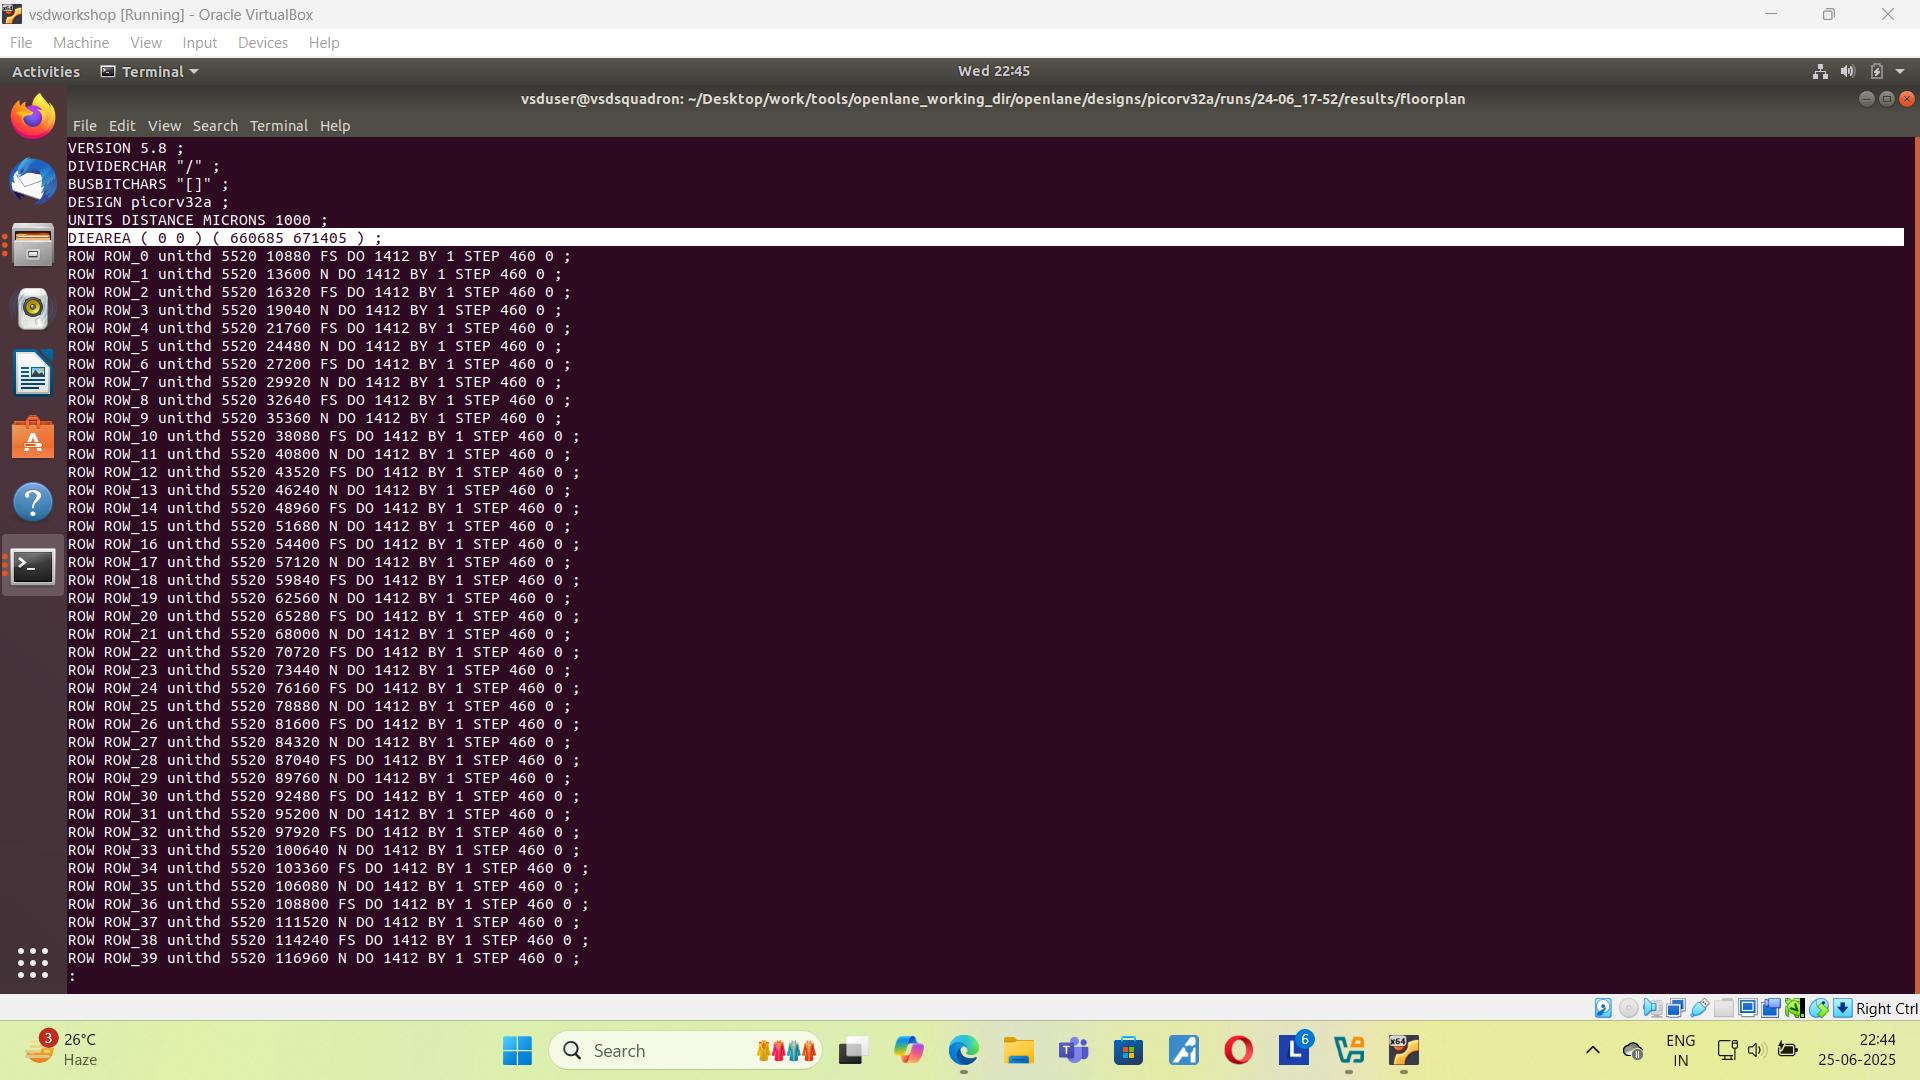 vsdworkshop [Running] - Oracle VirtualBox
File Machine View Input Devices Help
Activities Terminal Wed 22:45
vsduser@vsdsquadron: ~/Desktop/work/tools/openlane_working_dir/openlane/designs/picorv32a/runs/24-06_17-52/results/floorplan
File Edit View Search Terminal Help
VERSION 5.8 ;
DIVIDERCHAR "/" ;
BUSBITCHARS "[]" ;
DESIGN picorv32a ;
UNITS DISTANCE MICRONS 1000 ;
DIEAREA ( 0 0 ) ( 660685 671405 ) ;
ROW ROW_0 unithd 5520 10880 FS DO 1412 BY 1 STEP 460 0 ;
ROW ROW_1 unithd 5520 13600 N DO 1412 BY 1 STEP 460 0 ;
ROW ROW_2 unithd 5520 16320 FS DO 1412 BY 1 STEP 460 0 ;
ROW ROW_3 unithd 5520 19040 N DO 1412 BY 1 STEP 460 0 ;
ROW ROW_4 unithd 5520 21760 FS DO 1412 BY 1 STEP 460 0 ;
ROW ROW_5 unithd 5520 24480 N DO 1412 BY 1 STEP 460 0 ;
ROW ROW_6 unithd 5520 27200 FS DO 1412 BY 1 STEP 460 0 ;
ROW ROW_7 unithd 5520 29920 N DO 1412 BY 1 STEP 460 0 ;
ROW ROW_8 unithd 5520 32640 FS DO 1412 BY 1 STEP 460 0 ;
ROW ROW_9 unithd 5520 35360 N DO 1412 BY 1 STEP 460 0 ;
ROW ROW_10 unithd 5520 38080 FS DO 1412 BY 1 STEP 460 0 ;
ROW ROW_11 unithd 5520 40800 N DO 1412 BY 1 STEP 460 0 ;
ROW ROW_12 unithd 5520 43520 FS DO 1412 BY 1 STEP 460 0 ;
ROW ROW_13 unithd 5520 46240 N DO 1412 BY 1 STEP 460 0 ;
ROW ROW_14 unithd 5520 48960 FS DO 1412 BY 1 STEP 460 0 ;
ROW ROW_15 unithd 5520 51680 N DO 1412 BY 1 STEP 460 0 ;
ROW ROW_16 unithd 5520 54400 FS DO 1412 BY 1 STEP 460 0 ;
ROW ROW_17 unithd 5520 57120 N DO 1412 BY 1 STEP 460 0 ;
ROW ROW_18 unithd 5520 59840 FS DO 1412 BY 1 STEP 460 0 ;
ROW ROW_19 unithd 5520 62560 N DO 1412 BY 1 STEP 460 0 ;
ROW ROW_20 unithd 5520 65280 FS DO 1412 BY 1 STEP 460 0 ;
ROW ROW_21 unithd 5520 68000 N DO 1412 BY 1 STEP 460 0 ;
ROW ROW_22 unithd 5520 70720 FS DO 1412 BY 1 STEP 460 0 ;
ROW ROW_23 unithd 5520 73440 N DO 1412 BY 1 STEP 460 0 ;
ROW ROW_24 unithd 5520 76160 FS DO 1412 BY 1 STEP 460 0 ;
ROW ROW_25 unithd 5520 78880 N DO 1412 BY 1 STEP 460 0 ;
ROW ROW_26 unithd 5520 81600 FS DO 1412 BY 1 STEP 460 0 ;
ROW ROW_27 unithd 5520 84320 N DO 1412 BY 1 STEP 460 0 ;
ROW ROW_28 unithd 5520 87040 FS DO 1412 BY 1 STEP 460 0 ;
ROW ROW_29 unithd 5520 89760 N DO 1412 BY 1 STEP 460 0 ;
ROW ROW_30 unithd 5520 92480 FS DO 1412 BY 1 STEP 460 0 ;
ROW ROW_31 unithd 5520 95200 N DO 1412 BY 1 STEP 460 0 ;
ROW ROW_32 unithd 5520 97920 FS DO 1412 BY 1 STEP 460 0 ;
ROW ROW_33 unithd 5520 100640 N DO 1412 BY 1 STEP 460 0 ;
ROW ROW_34 unithd 5520 103360 FS DO 1412 BY 1 STEP 460 0 ;
ROW ROW_35 unithd 5520 106080 N DO 1412 BY 1 STEP 460 0 ;
ROW ROW_36 unithd 5520 108800 FS DO 1412 BY 1 STEP 460 0 ;
ROW ROW_37 unithd 5520 111520 N DO 1412 BY 1 STEP 460 0 ;
ROW ROW_38 unithd 5520 114240 FS DO 1412 BY 1 STEP 460 0 ;
ROW ROW_39 unithd 5520 116960 N DO 1412 BY 1 STEP 460 0 ;
:
Right Ctrl
3 26°C
Haze
Search
6
x64
ENG
IN
22:44
25-06-2025